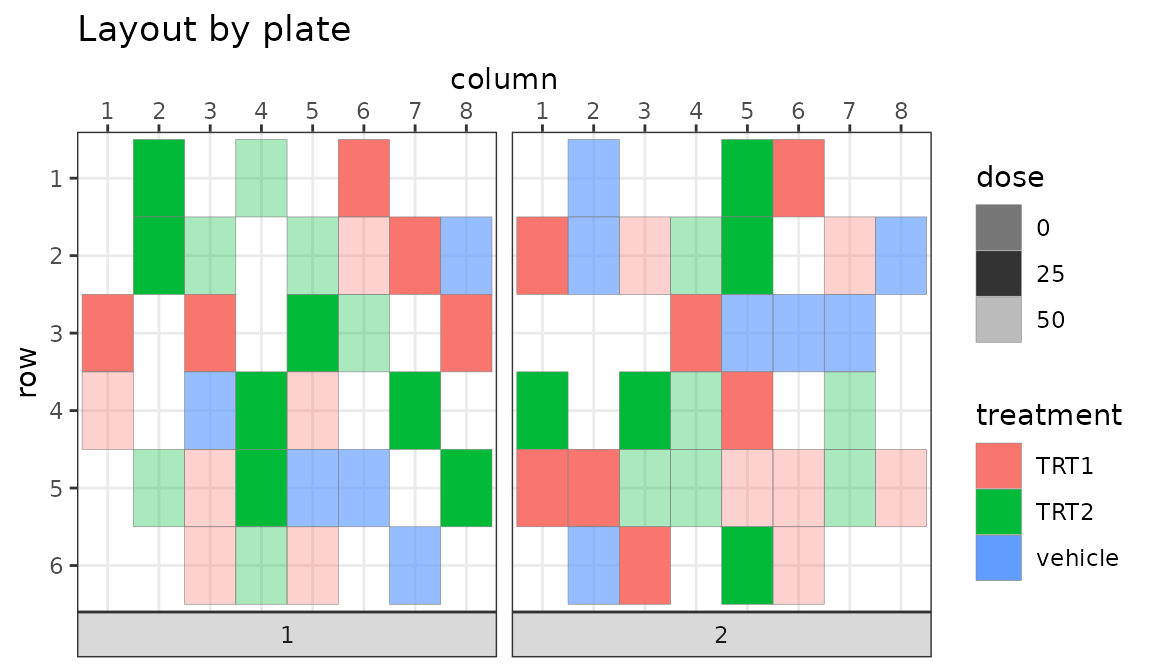 Layout by plate
column
1 2 3 4 5 6 7 8 1 2 3 4 5 6 7 8
row
1
2
3
4
5
6
1 2
dose
0
25
50
treatment
TRT1
TRT2
vehicle